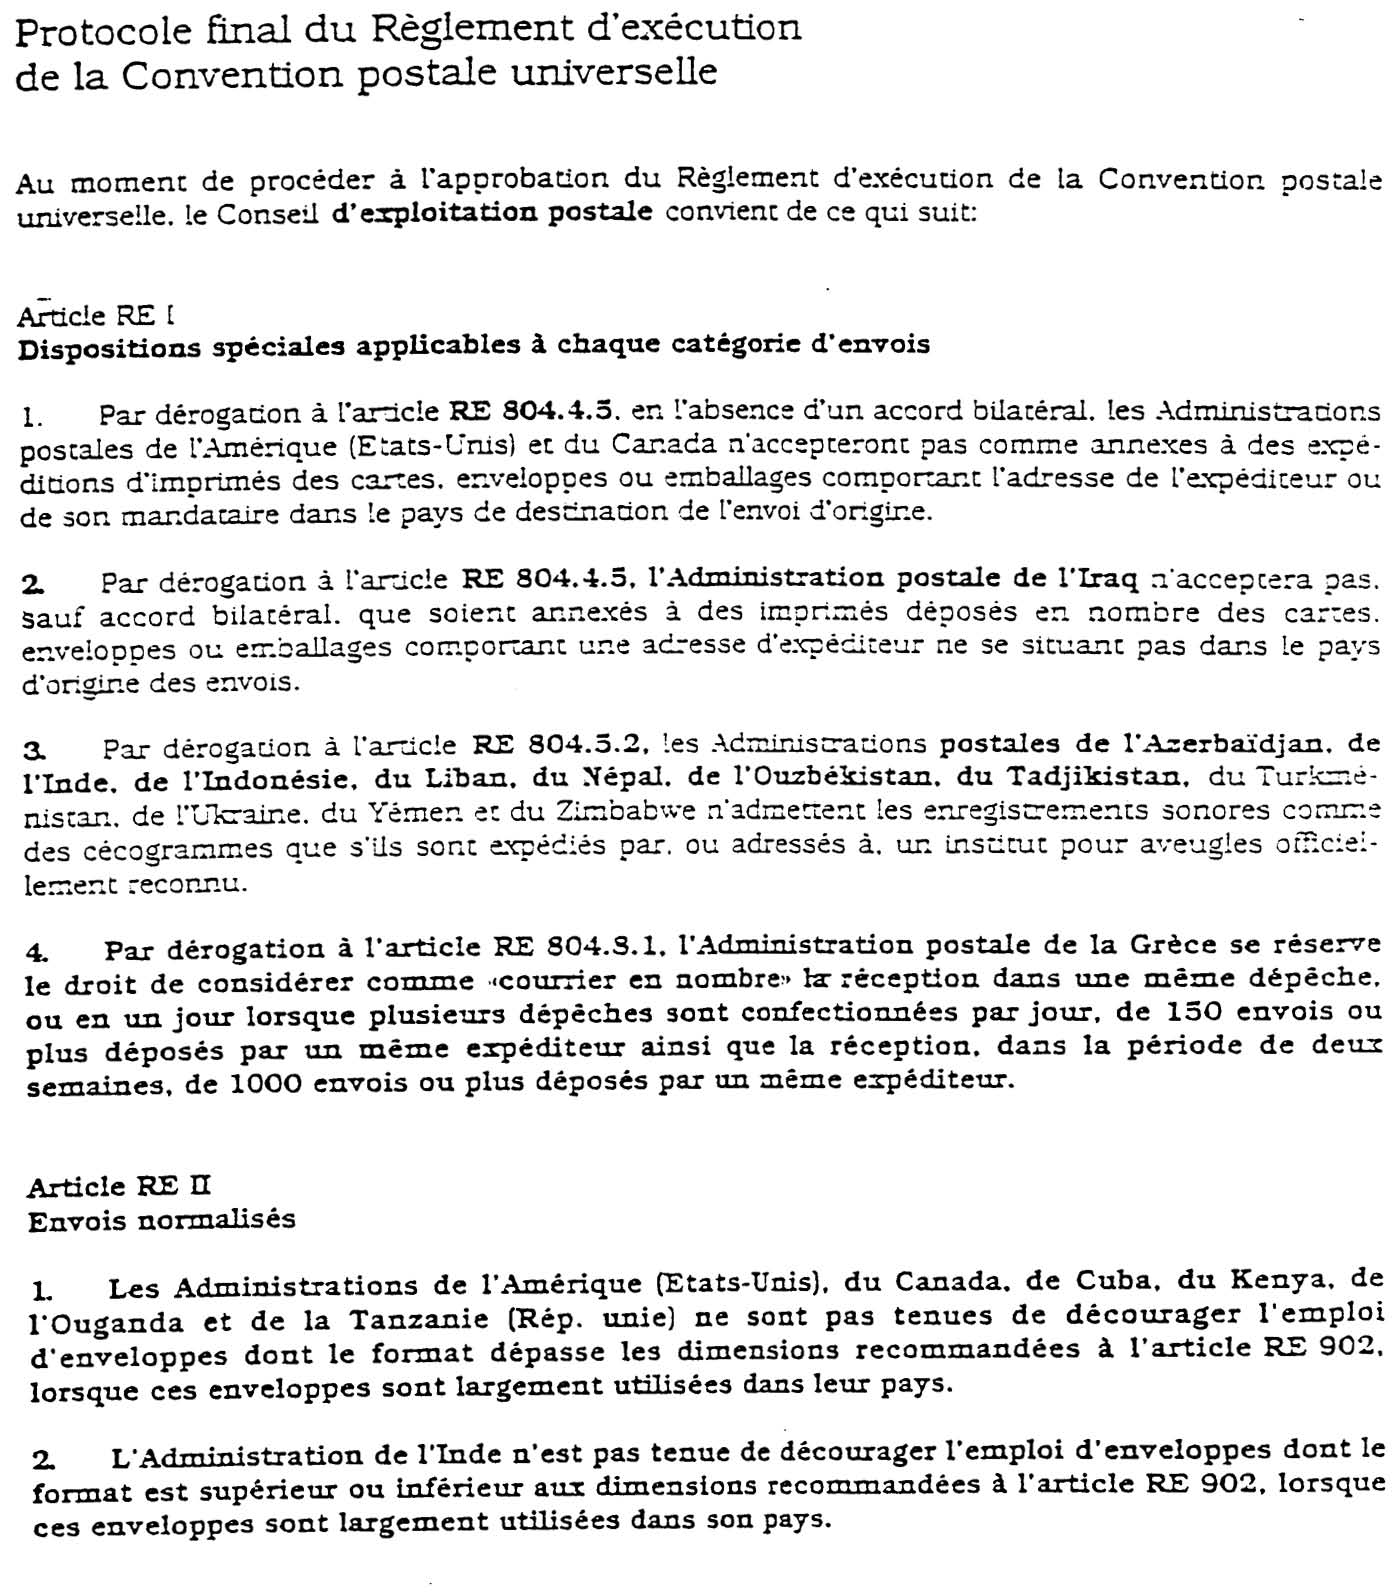 Protocole final du Règlement d'exécution
de la Convention postale universelle
Au moment de procéder à l'approbation du Règlement d'exécution de la Convention postale
universelle, le Conseil d'exploitation postale convient de ce qui suit:
Article RE I
Dispositions spéciales applicables à chaque catégorie d'envois
1. Par dérogation à l'article RE 804.4.5, en l'absence d'un accord bilatéral, les Administrations
postales de l'Amérique (Etats-Unis) et du Canada n'accepteront pas comme annexes à des expé-
ditions d'imprimés des cartes, enveloppes ou emballages comportant l'adresse de l'expéditeur ou
de son mandataire dans le pays de destination de l'envoi d'origine.
2. Par dérogation à l'article RE 804.4.5, l'Administration postale de l'Iraq n'acceptera pas,
sauf accord bilatéral, que soient annexés à des imprimés déposés en nombre des cartes,
enveloppes ou emballages comportant une adresse d'expéditeur ne se situant pas dans le pays
d'origine des envois.
3. Par dérogation à l'article RE 804.5.2, les Administrations postales de l'Azerbaïdjan, de
l'Inde, de l'Indonésie, du Liban, du Népal, de l'Ouzbékistan, du Tadjikistan, du Turkmé-
nistan, de l'Ukraine, du Yémen et du Zimbabwe n'admettent les enregistrements sonores comme
des cécogrammes que s'ils sont expédiés par, ou adressés à, un institut pour aveugles officiel-
lement reconnu.
4. Par dérogation à l'article RE 804.8.1, l'Administration postale de la Grèce se réserve
le droit de considérer comme «courrier en nombre» la réception dans une même dépêche,
ou en un jour lorsque plusieurs dépêches sont confectionnées par jour, de 150 envois ou
plus déposés par un même expéditeur ainsi que la réception, dans la période de deux
semaines, de 1000 envois ou plus déposés par un même expéditeur.
Article RE II
Envois normalisés
1. Les Administrations de l'Amérique (Etats-Unis), du Canada, de Cuba, du Kenya, de
l'Ouganda et de la Tanzanie (Rép. unie) ne sont pas tenues de décourager l'emploi
d'enveloppes dont le format dépasse les dimensions recommandées à l'article RE 902,
lorsque ces enveloppes sont largement utilisées dans leur pays.
2. L'Administration de l'Inde n'est pas tenue de décourager l'emploi d'enveloppes dont le
format est supérieur ou inférieur aux dimensions recommandées à l'article RE 902, lorsque
ces enveloppes sont largement utilisées dans son pays.